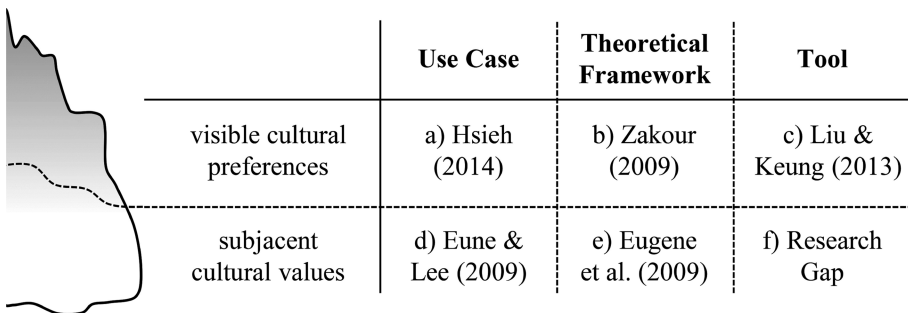 Use Case
Theoretical
Framework
Tool
visible cultural
preferences
a) Hsieh
(2014)
b) Zakour
(2009)
c) Liu &
Keung (2013)
subjacent
cultural values
d) Eune &
Lee (2009)
e) Eugene
et al. (2009)
f) Research
Gap